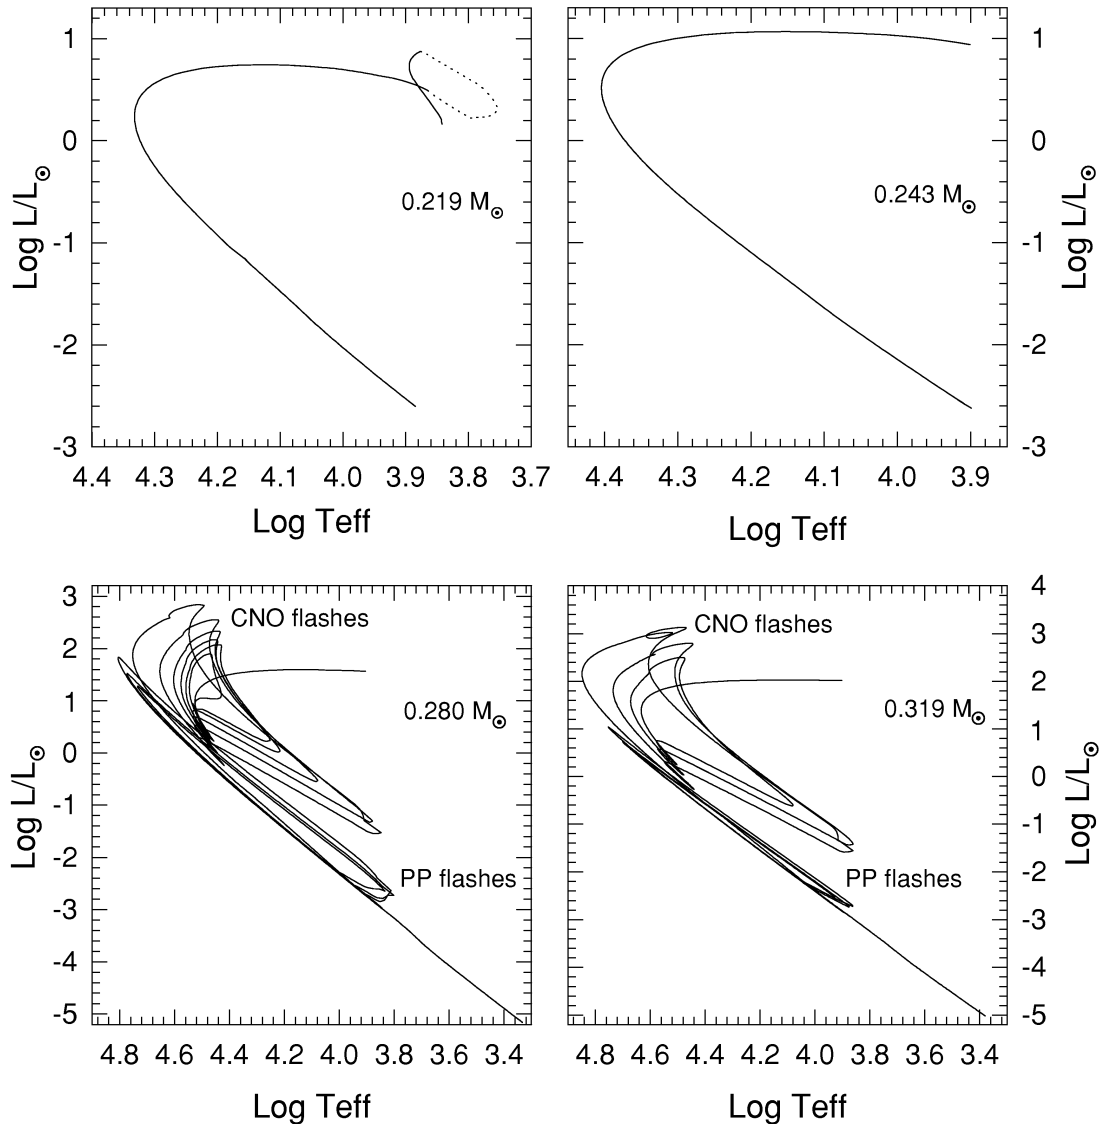 1
0
-1
-2
-3
Log L/L⊙
0.219 M⊙
4.4 4.3 4.2 4.1 4.0 3.9 3.8 3.7
Log Teff
1
0
-1
-2
-3
Log L/L⊙
0.243 M⊙
4.4 4.3 4.2 4.1 4.0 3.9
Log Teff
3
2
1
0
-1
-2
-3
-4
-5
Log L/L⊙
CNO flashes
0.280 M⊙
PP flashes
4.8 4.6 4.4 4.2 4.0 3.8 3.6 3.4
Log Teff
4
3
2
1
0
-1
-2
-3
-4
-5
Log L/L⊙
CNO flashes
0.319 M⊙
PP flashes
4.8 4.6 4.4 4.2 4.0 3.8 3.6 3.4
Log Teff